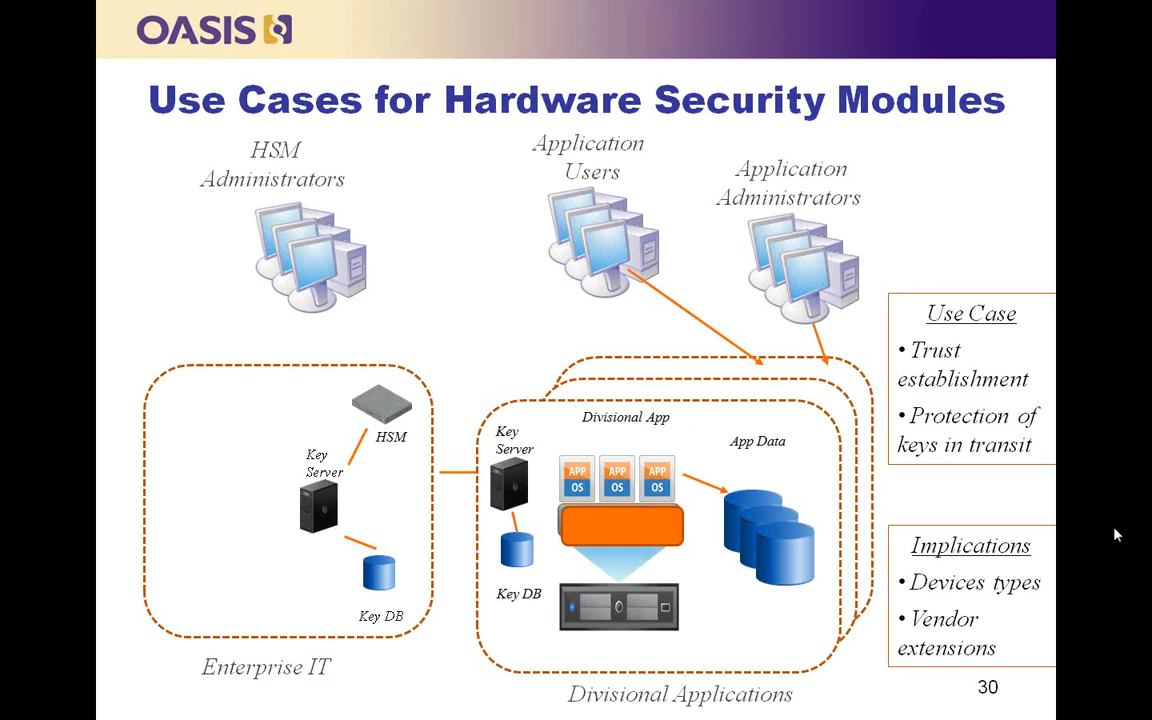 OASIS
Use Cases for Hardware Security Modules
HSM
Administrators
Application
Users
Application
Administrators
Use Case
• Trust
establishment
• Protection of
keys in transit
HSM
Key
Server
Key DB
Enterprise IT
Divisional App
Key
Server
App Data
APP
OS
APP
OS
APP
OS
Key DB
Divisional Applications
Implications
• Devices types
• Vendor
extensions
30